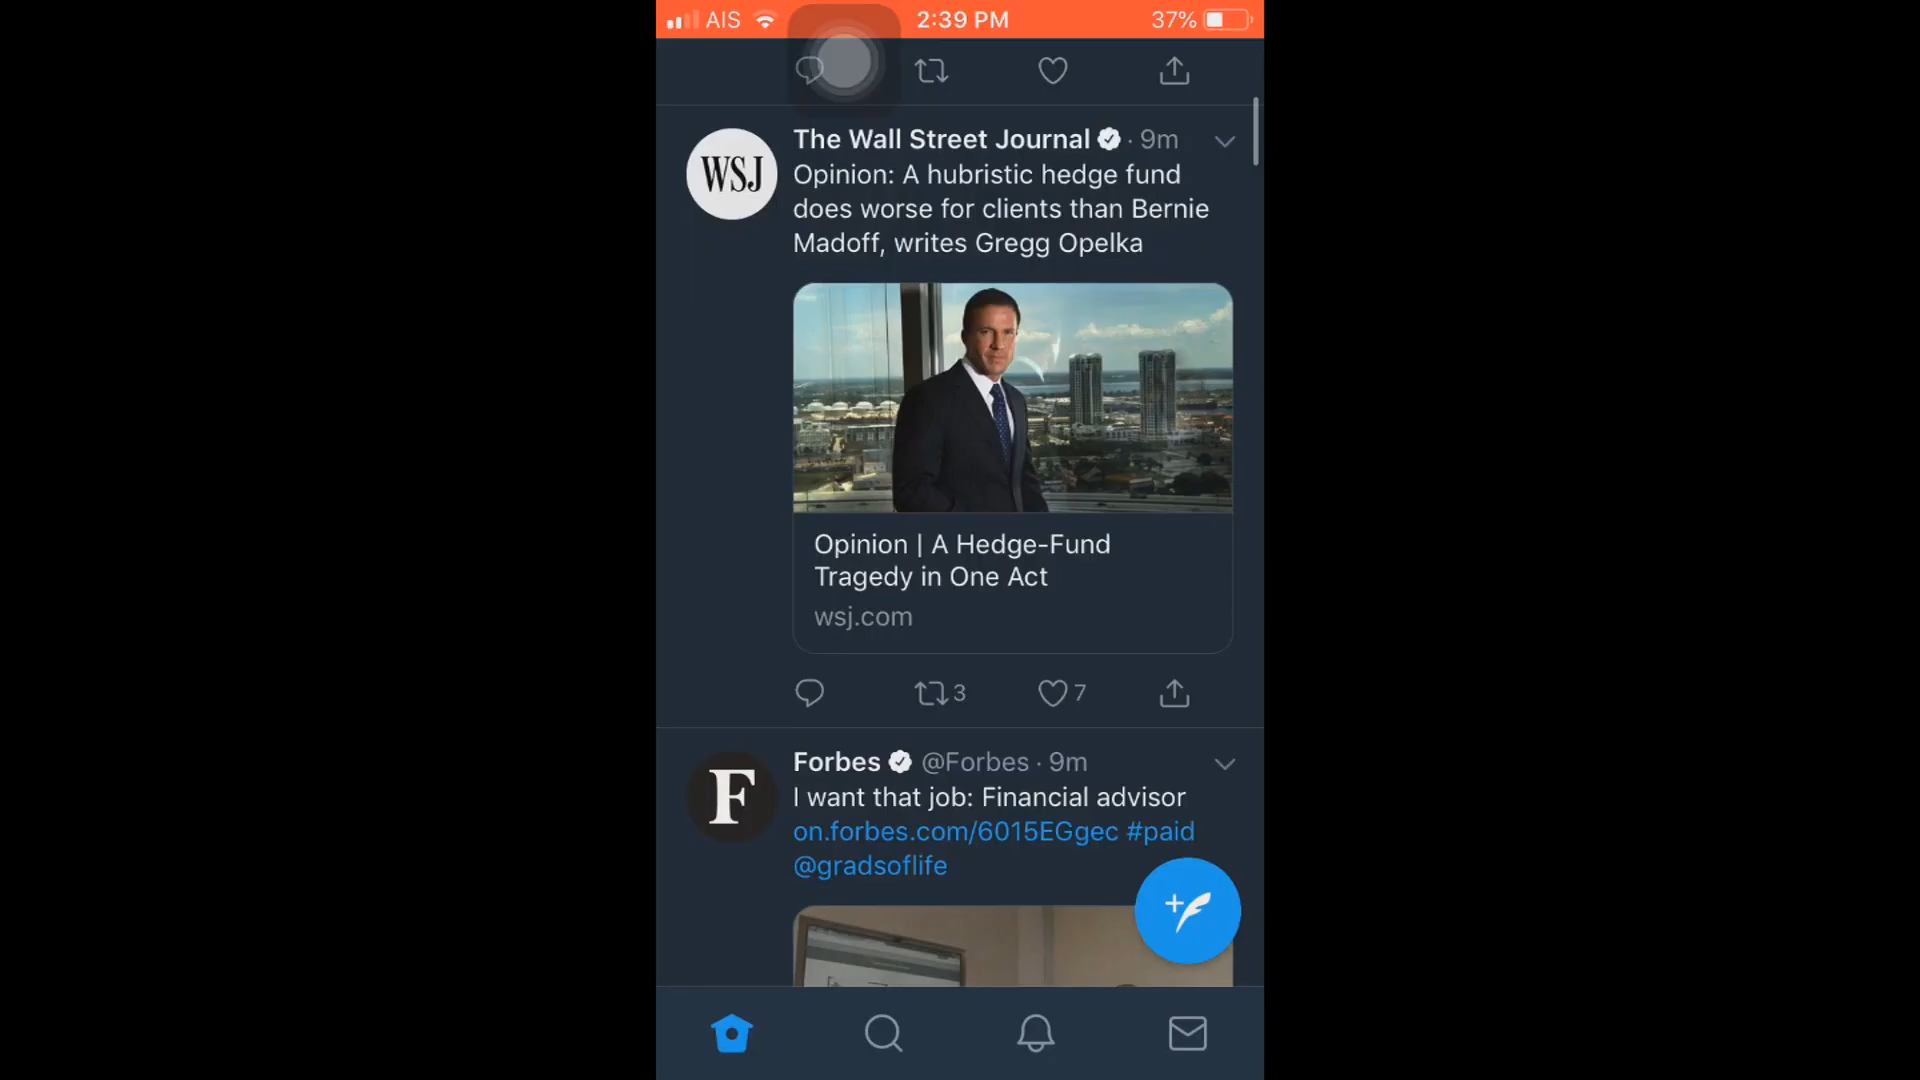 AIS 2:39 PM 37%
The Wall Street Journal · 9m
WSJ
Opinion: A hubristic hedge fund
does worse for clients than Bernie
Madoff, writes Gregg Opelka
Opinion | A Hedge-Fund
Tragedy in One Act
wsj.com
3 7
Forbes @Forbes · 9m
F
I want that job: Financial advisor
on.forbes.com/6015EGgec #paid
@gradsoflife